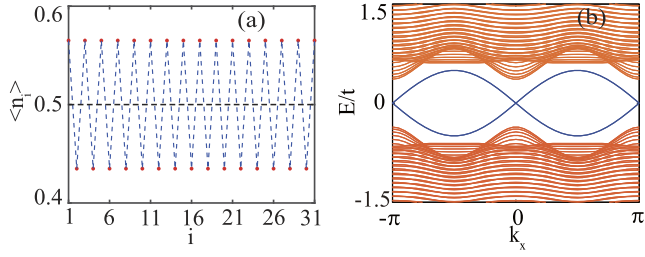 (a)
0.6
0.5
0.4
<n_i>
1 6 11 16 21 26 31
i
(b)
1.5
0
-1.5
E/t
-π 0 π
k_x